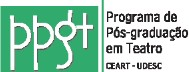 ppgt
Programa de
Pós-graduação
em Teatro
CEART - UDESC